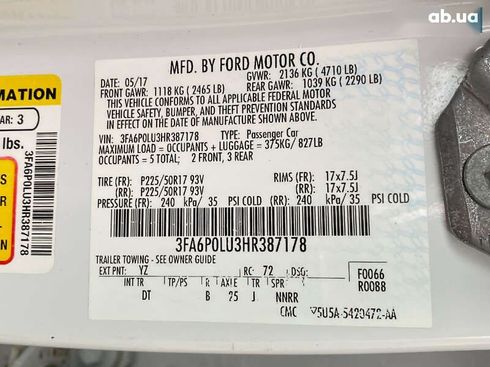 ab.ua
MFD. BY FORD MOTOR CO.
05/17 GVWR: 2136 KG ( 4710 LB)
FRONT GAWR: 1118 KG ( 2465 LB) REAR GAWR: 1039 KG ( 2290 LB)
THIS VEHICLE CONFORMS TO ALL APPLICABLE FEDERAL MOTOR
VEHICLE SAFETY, BUMPER, AND THEFT PREVENTION STANDARDS
IN EFFECT ON THE DATE OF MANUFACTURE SHOWN ABOVE.
VIN: 3FA6P0LU3HR387178 TYPE: Passenger Car
MAXIMUM LOAD = OCCUPANTS + LUGGAGE = 375KG/ 827LB
OCCUPANTS = 5 TOTAL; 2 FRONT, 3 REAR
TIRE (FR): P225/50R17 93V RIMS (FR): 17x7.5J
TIRE (RR): P225/50R17 93V RIMS (RR): 17x7.5J
PRESSURE (FR): 240 kPa/ 35 PSI COLD (RR): 240 kPa/ 35 PSI COLD
3FA6P0LU3HR387178
TRAILER TOWING - SEE OWNER GUIDE
EXT PNT: YZ RC: 72 DSO: F0066
R0088
INT TR TP/PS R AXLE TR SPR
DT B 25 J NNRR
CMC 5U5A-5420472-AA
MATION
AR: 3
lbs.
3FA6P0LU3HR387178